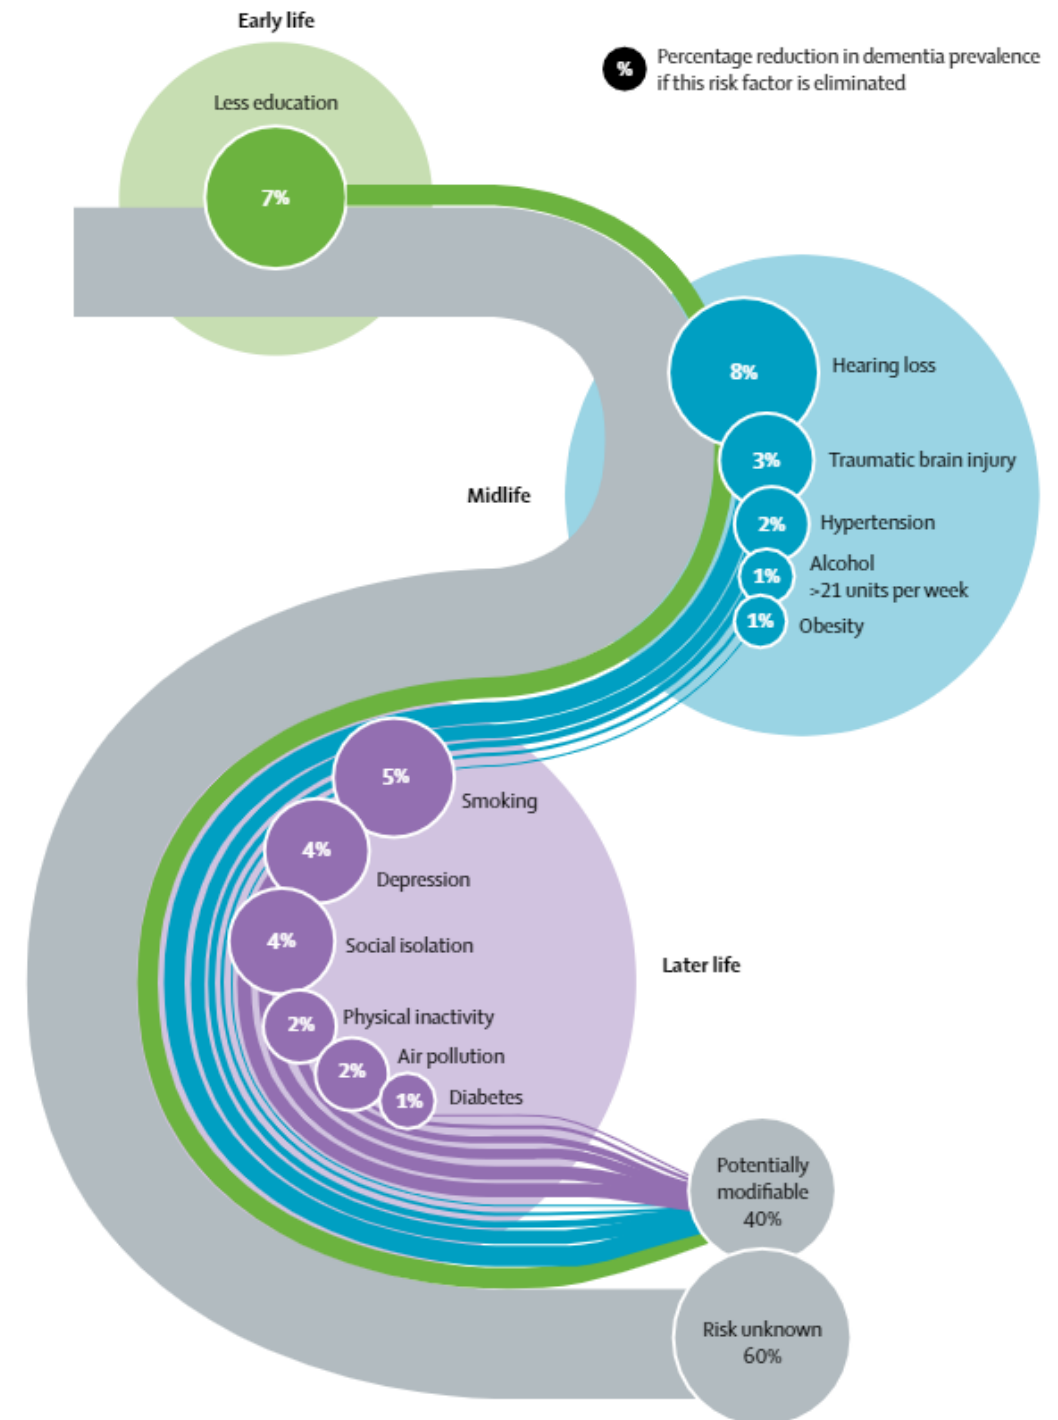 Early life
%
Percentage reduction in dementia prevalence
if this risk factor is eliminated
Less education
7%
8%
Hearing loss
3%
Traumatic brain injury
Midlife
2%
Hypertension
1%
Alcohol
>21 units per week
1%
Obesity
5%
Smoking
4%
Depression
4%
Social isolation
Later life
2%
Physical inactivity
2%
Air pollution
1%
Diabetes
Potentially
modifiable
40%
Risk unknown
60%